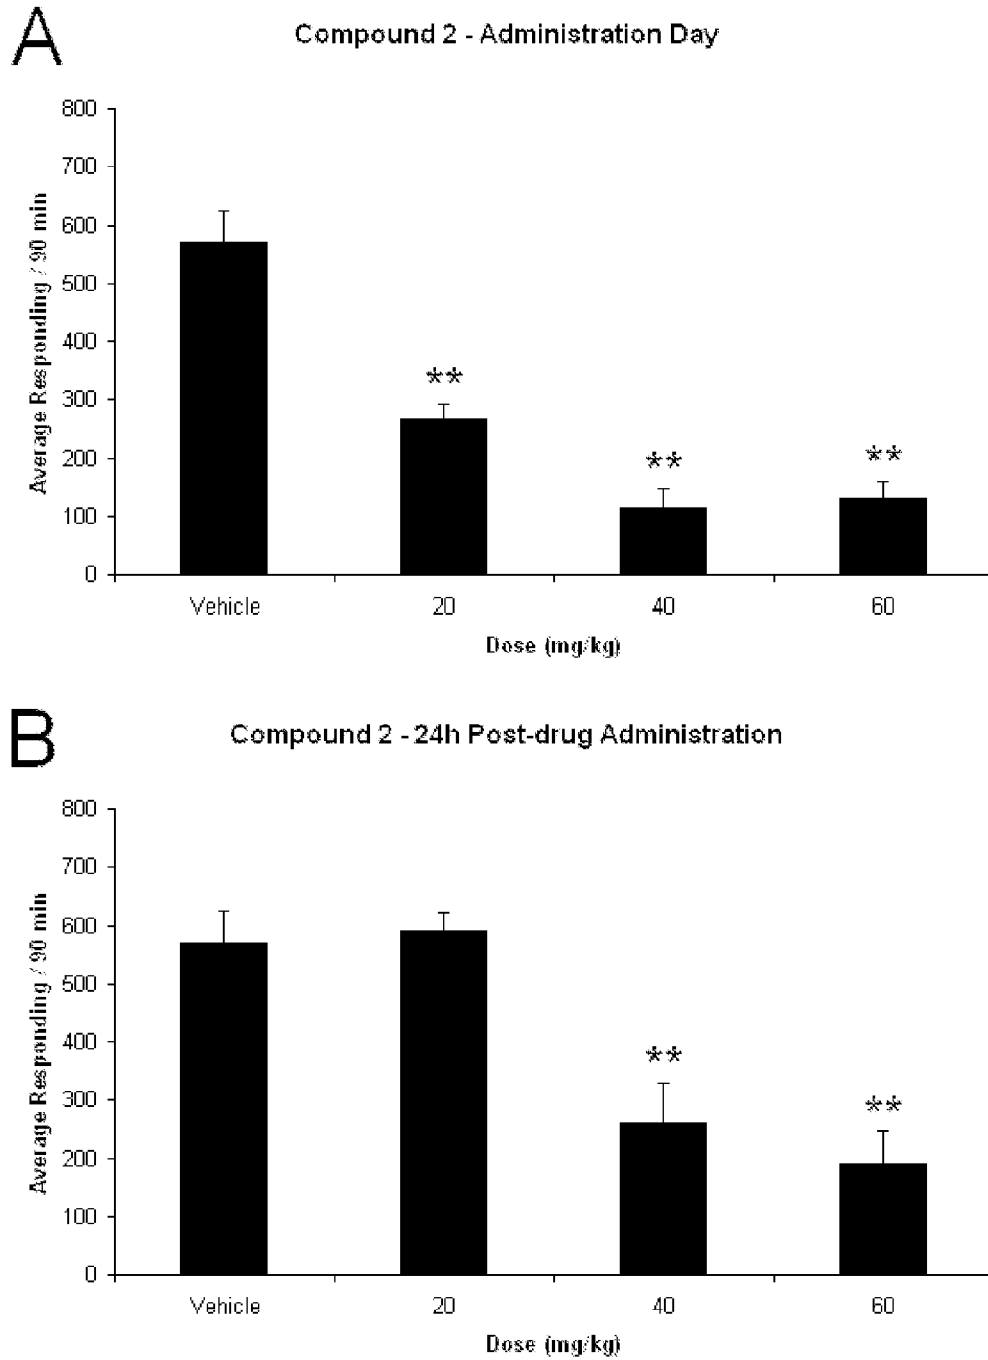 A
Compound 2 - Administration Day
800
700
600
500
400
300
200
100
0
Average Responding / 90 min
**
**
**
Vehicle 20 40 60
Dose (mg/kg)
B
Compound 2 - 24h Post-drug Administration
800
700
600
500
400
300
200
100
0
Average Responding / 90 min
**
**
Vehicle 20 40 60
Dose (mg/kg)